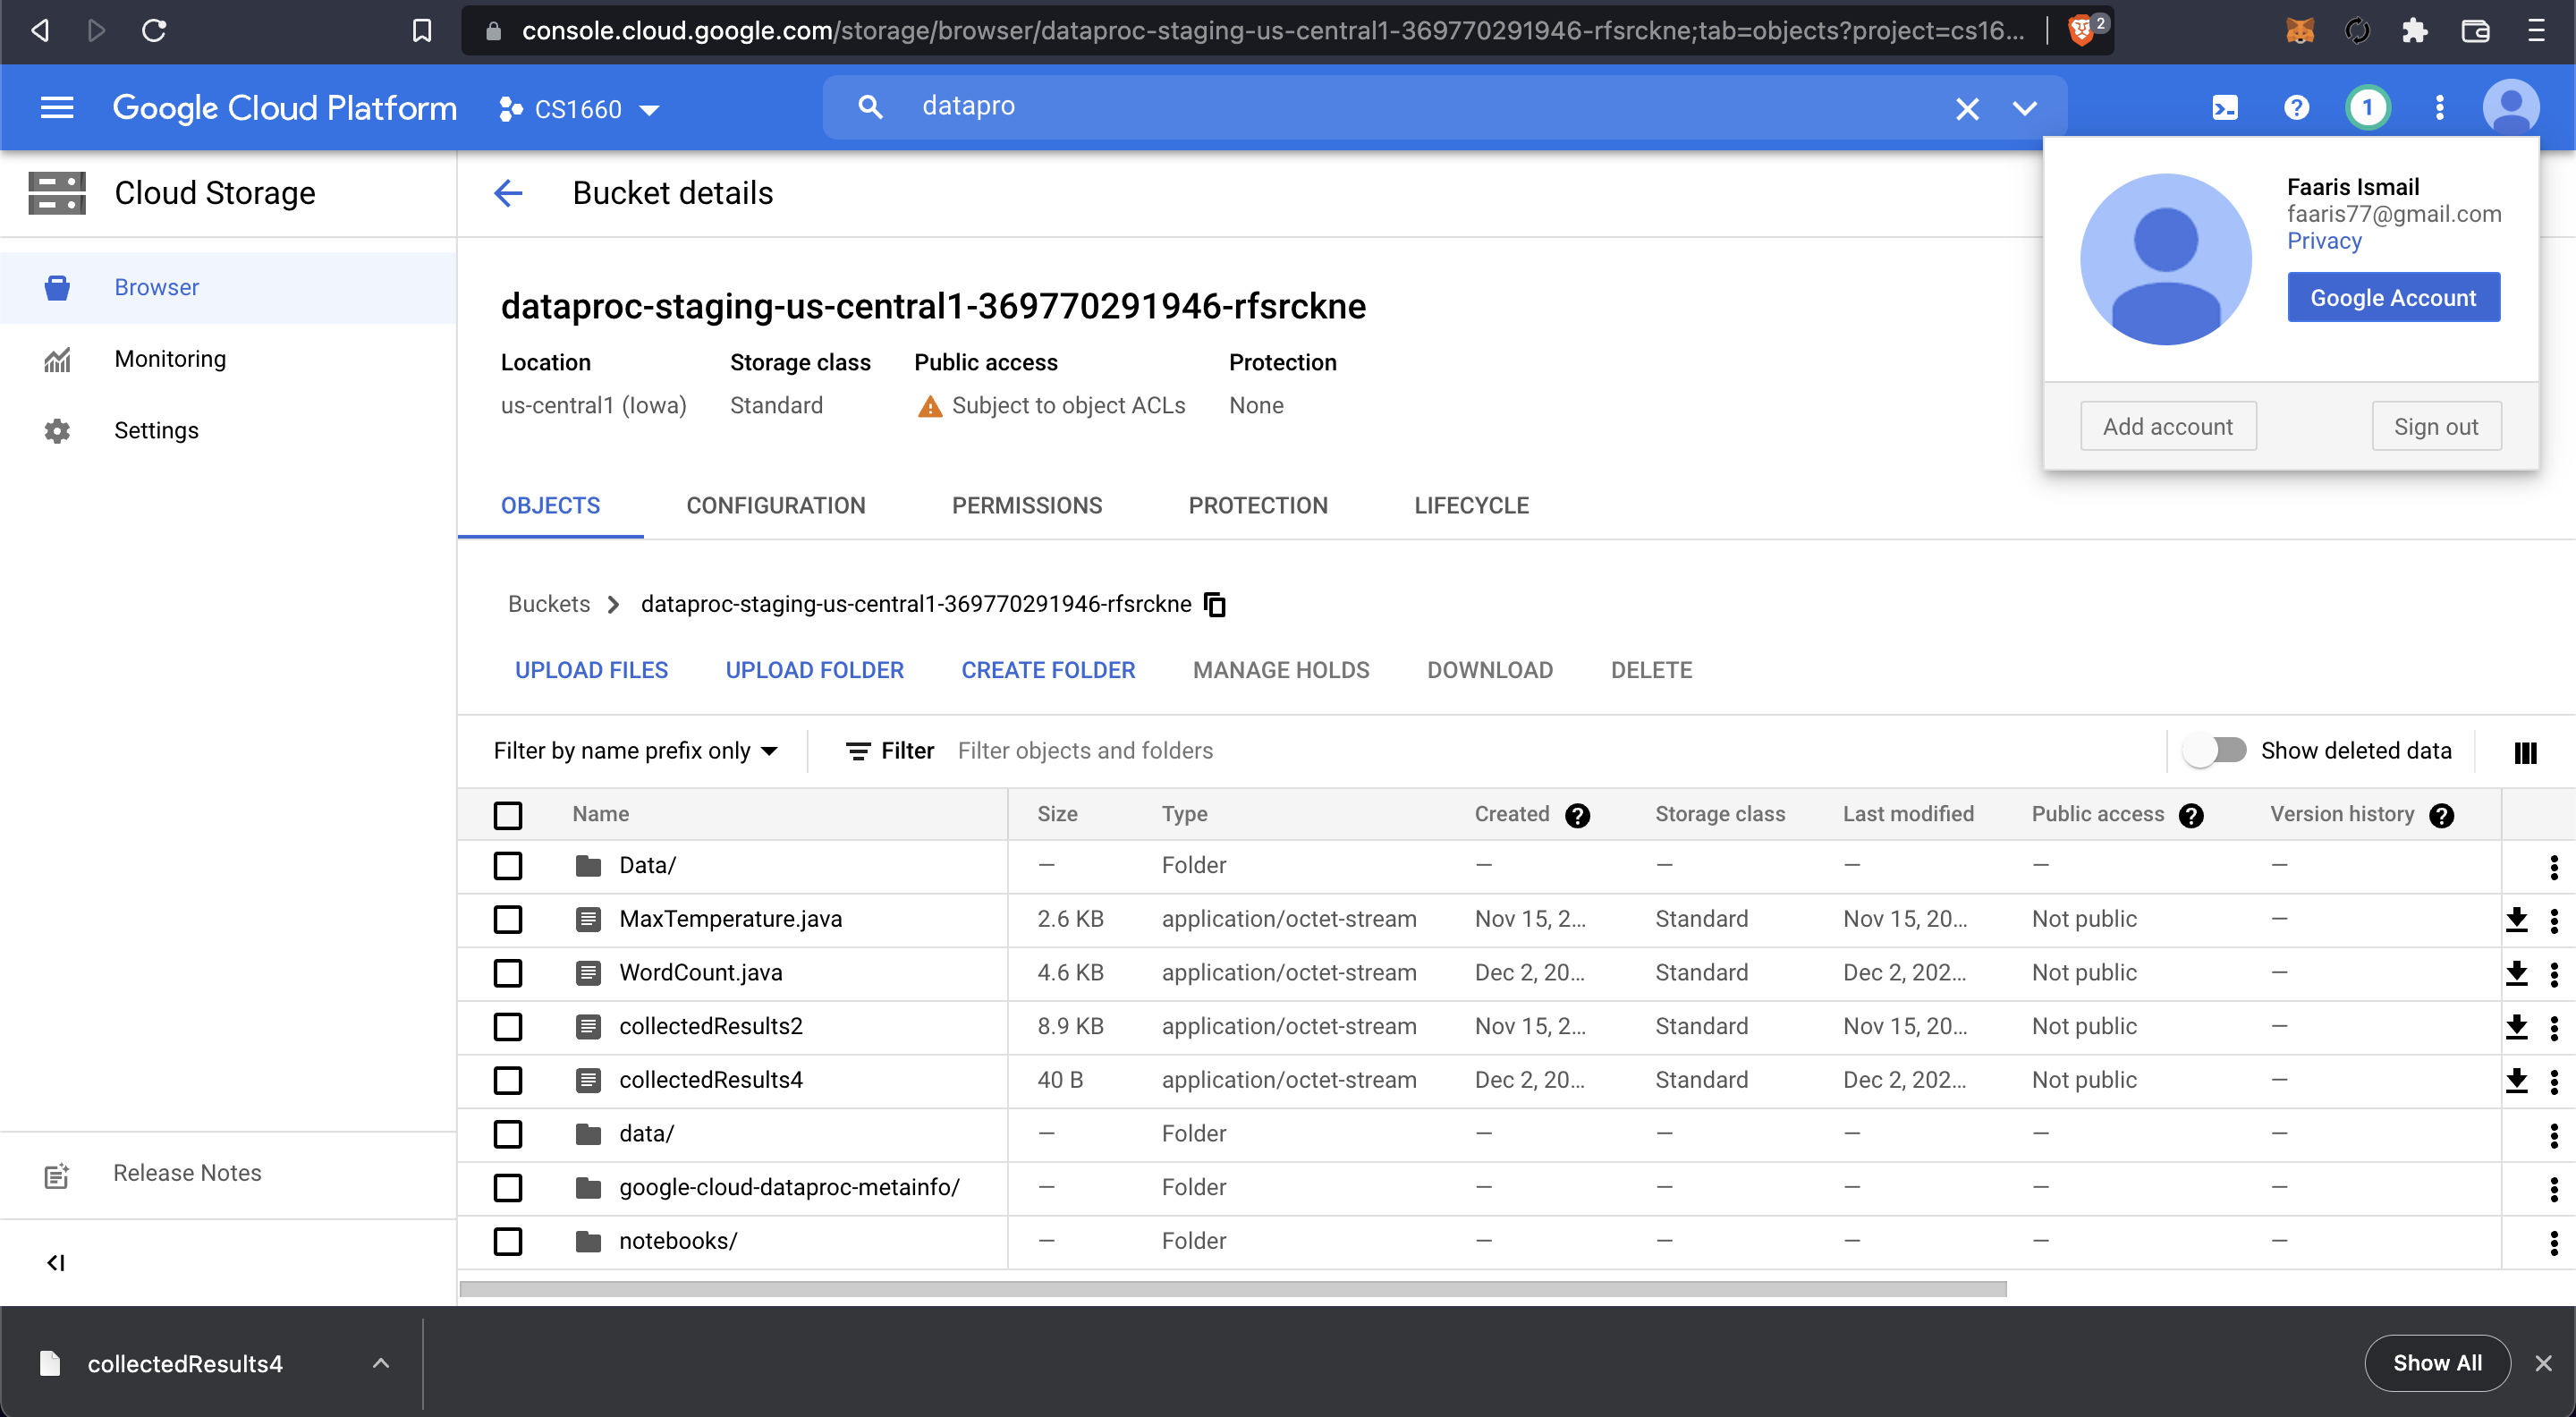 console.cloud.google.com/storage/browser/dataproc-staging-us-central1-369770291946-rfsrckne;tab=objects?project=cs16... 2
Google Cloud Platform CS1660 datapro 1
Cloud Storage
Browser
Monitoring
Settings
Release Notes
Bucket details
Faaris Ismail
faaris77@gmail.com
Privacy
Google Account
Add account Sign out
dataproc-staging-us-central1-369770291946-rfsrckne
Location Storage class Public access Protection
us-central1 (Iowa) Standard Subject to object ACLs None
OBJECTS CONFIGURATION PERMISSIONS PROTECTION LIFECYCLE
Buckets dataproc-staging-us-central1-369770291946-rfsrckne
UPLOAD FILES UPLOAD FOLDER CREATE FOLDER MANAGE HOLDS DOWNLOAD DELETE
Filter by name prefix only Filter Filter objects and folders Show deleted data
Name Size Type Created Storage class Last modified Public access Version history
Data/ — Folder — — — — —
MaxTemperature.java 2.6 KB application/octet-stream Nov 15, 2... Standard Nov 15, 20... Not public —
WordCount.java 4.6 KB application/octet-stream Dec 2, 20... Standard Dec 2, 202... Not public —
collectedResults2 8.9 KB application/octet-stream Nov 15, 2... Standard Nov 15, 20... Not public —
collectedResults4 40 B application/octet-stream Dec 2, 20... Standard Dec 2, 202... Not public —
data/ — Folder — — — — —
google-cloud-dataproc-metainfo/ — Folder — — — — —
notebooks/ — Folder — — — — —
collectedResults4 Show All